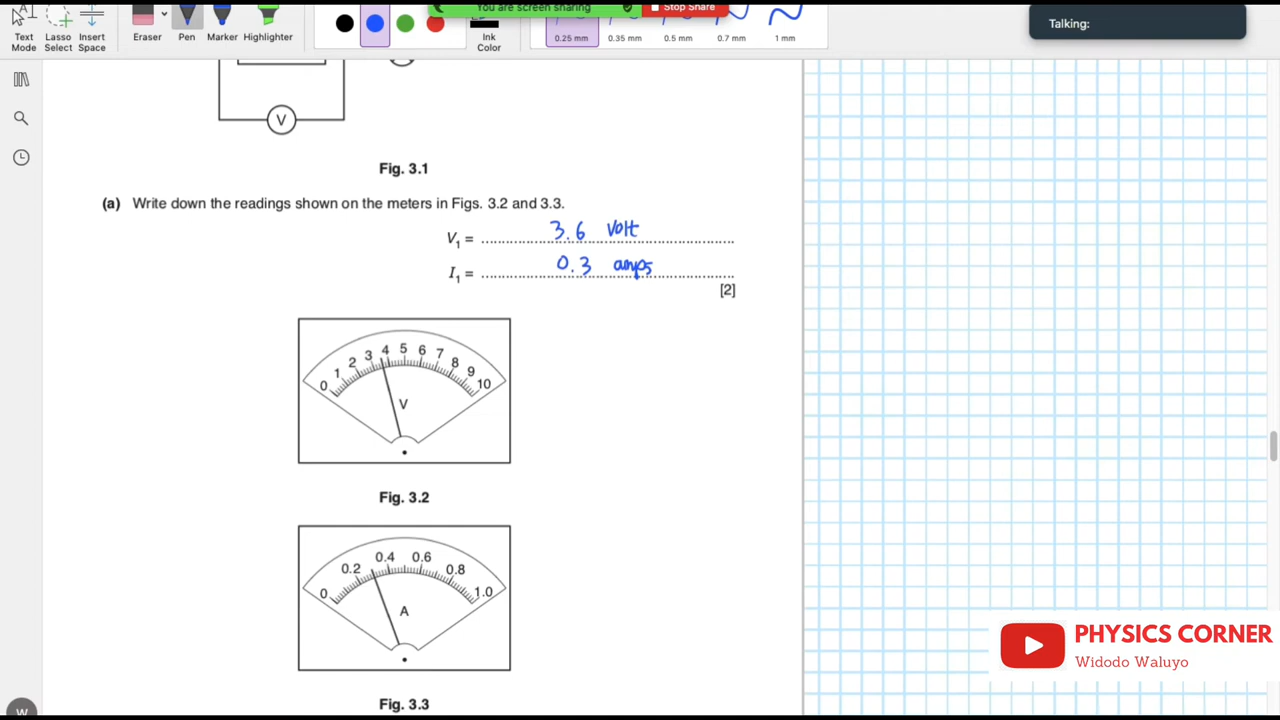 You are screen sharing
Stop Share
Talking:
Text Mode
Lasso Select
Insert Space
Eraser
Pen
Marker
Highlighter
Ink Color
0.25 mm
0.35 mm
0.5 mm
0.7 mm
1 mm
V
Fig. 3.1
(a) Write down the readings shown on the meters in Figs. 3.2 and 3.3.
V1 = 3.6 volt
I1 = 0.3 amps
[2]
0 1 2 3 4 5 6 7 8 9 10
V
Fig. 3.2
0 0.2 0.4 0.6 0.8 1.0
A
Fig. 3.3
PHYSICS CORNER
Widodo Waluyo